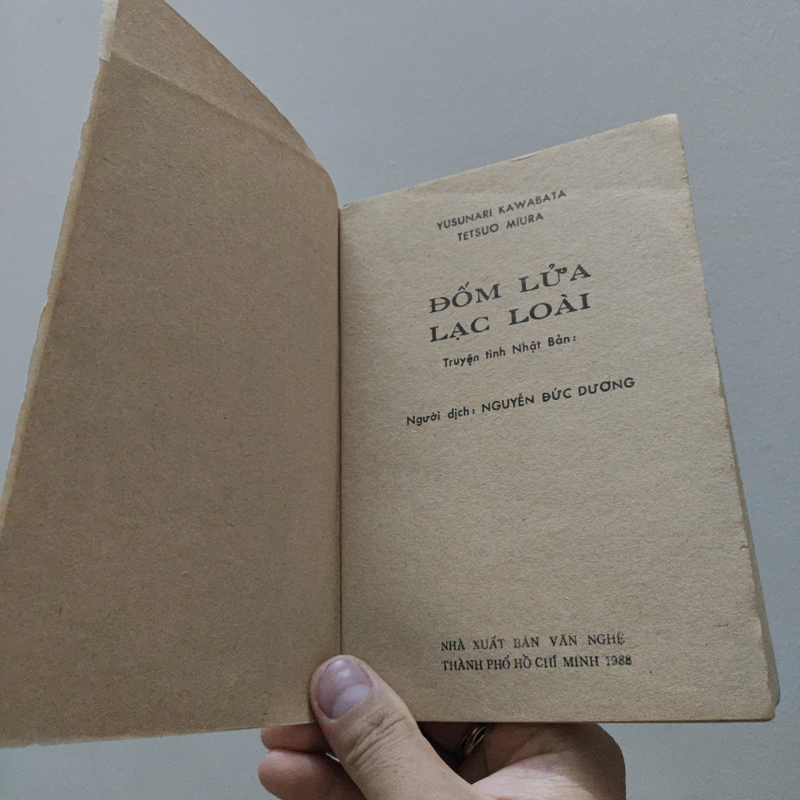 YUSUNARI KAWABATA
TETSUO MIURA
ĐỐM LỬA
LẠC LOÀI
Truyện tình Nhật Bản:
Người dịch: NGUYỄN ĐỨC DƯƠNG
NHÀ XUẤT BẢN VĂN NGHỆ
THÀNH PHỐ HỒ CHÍ MINH 1988